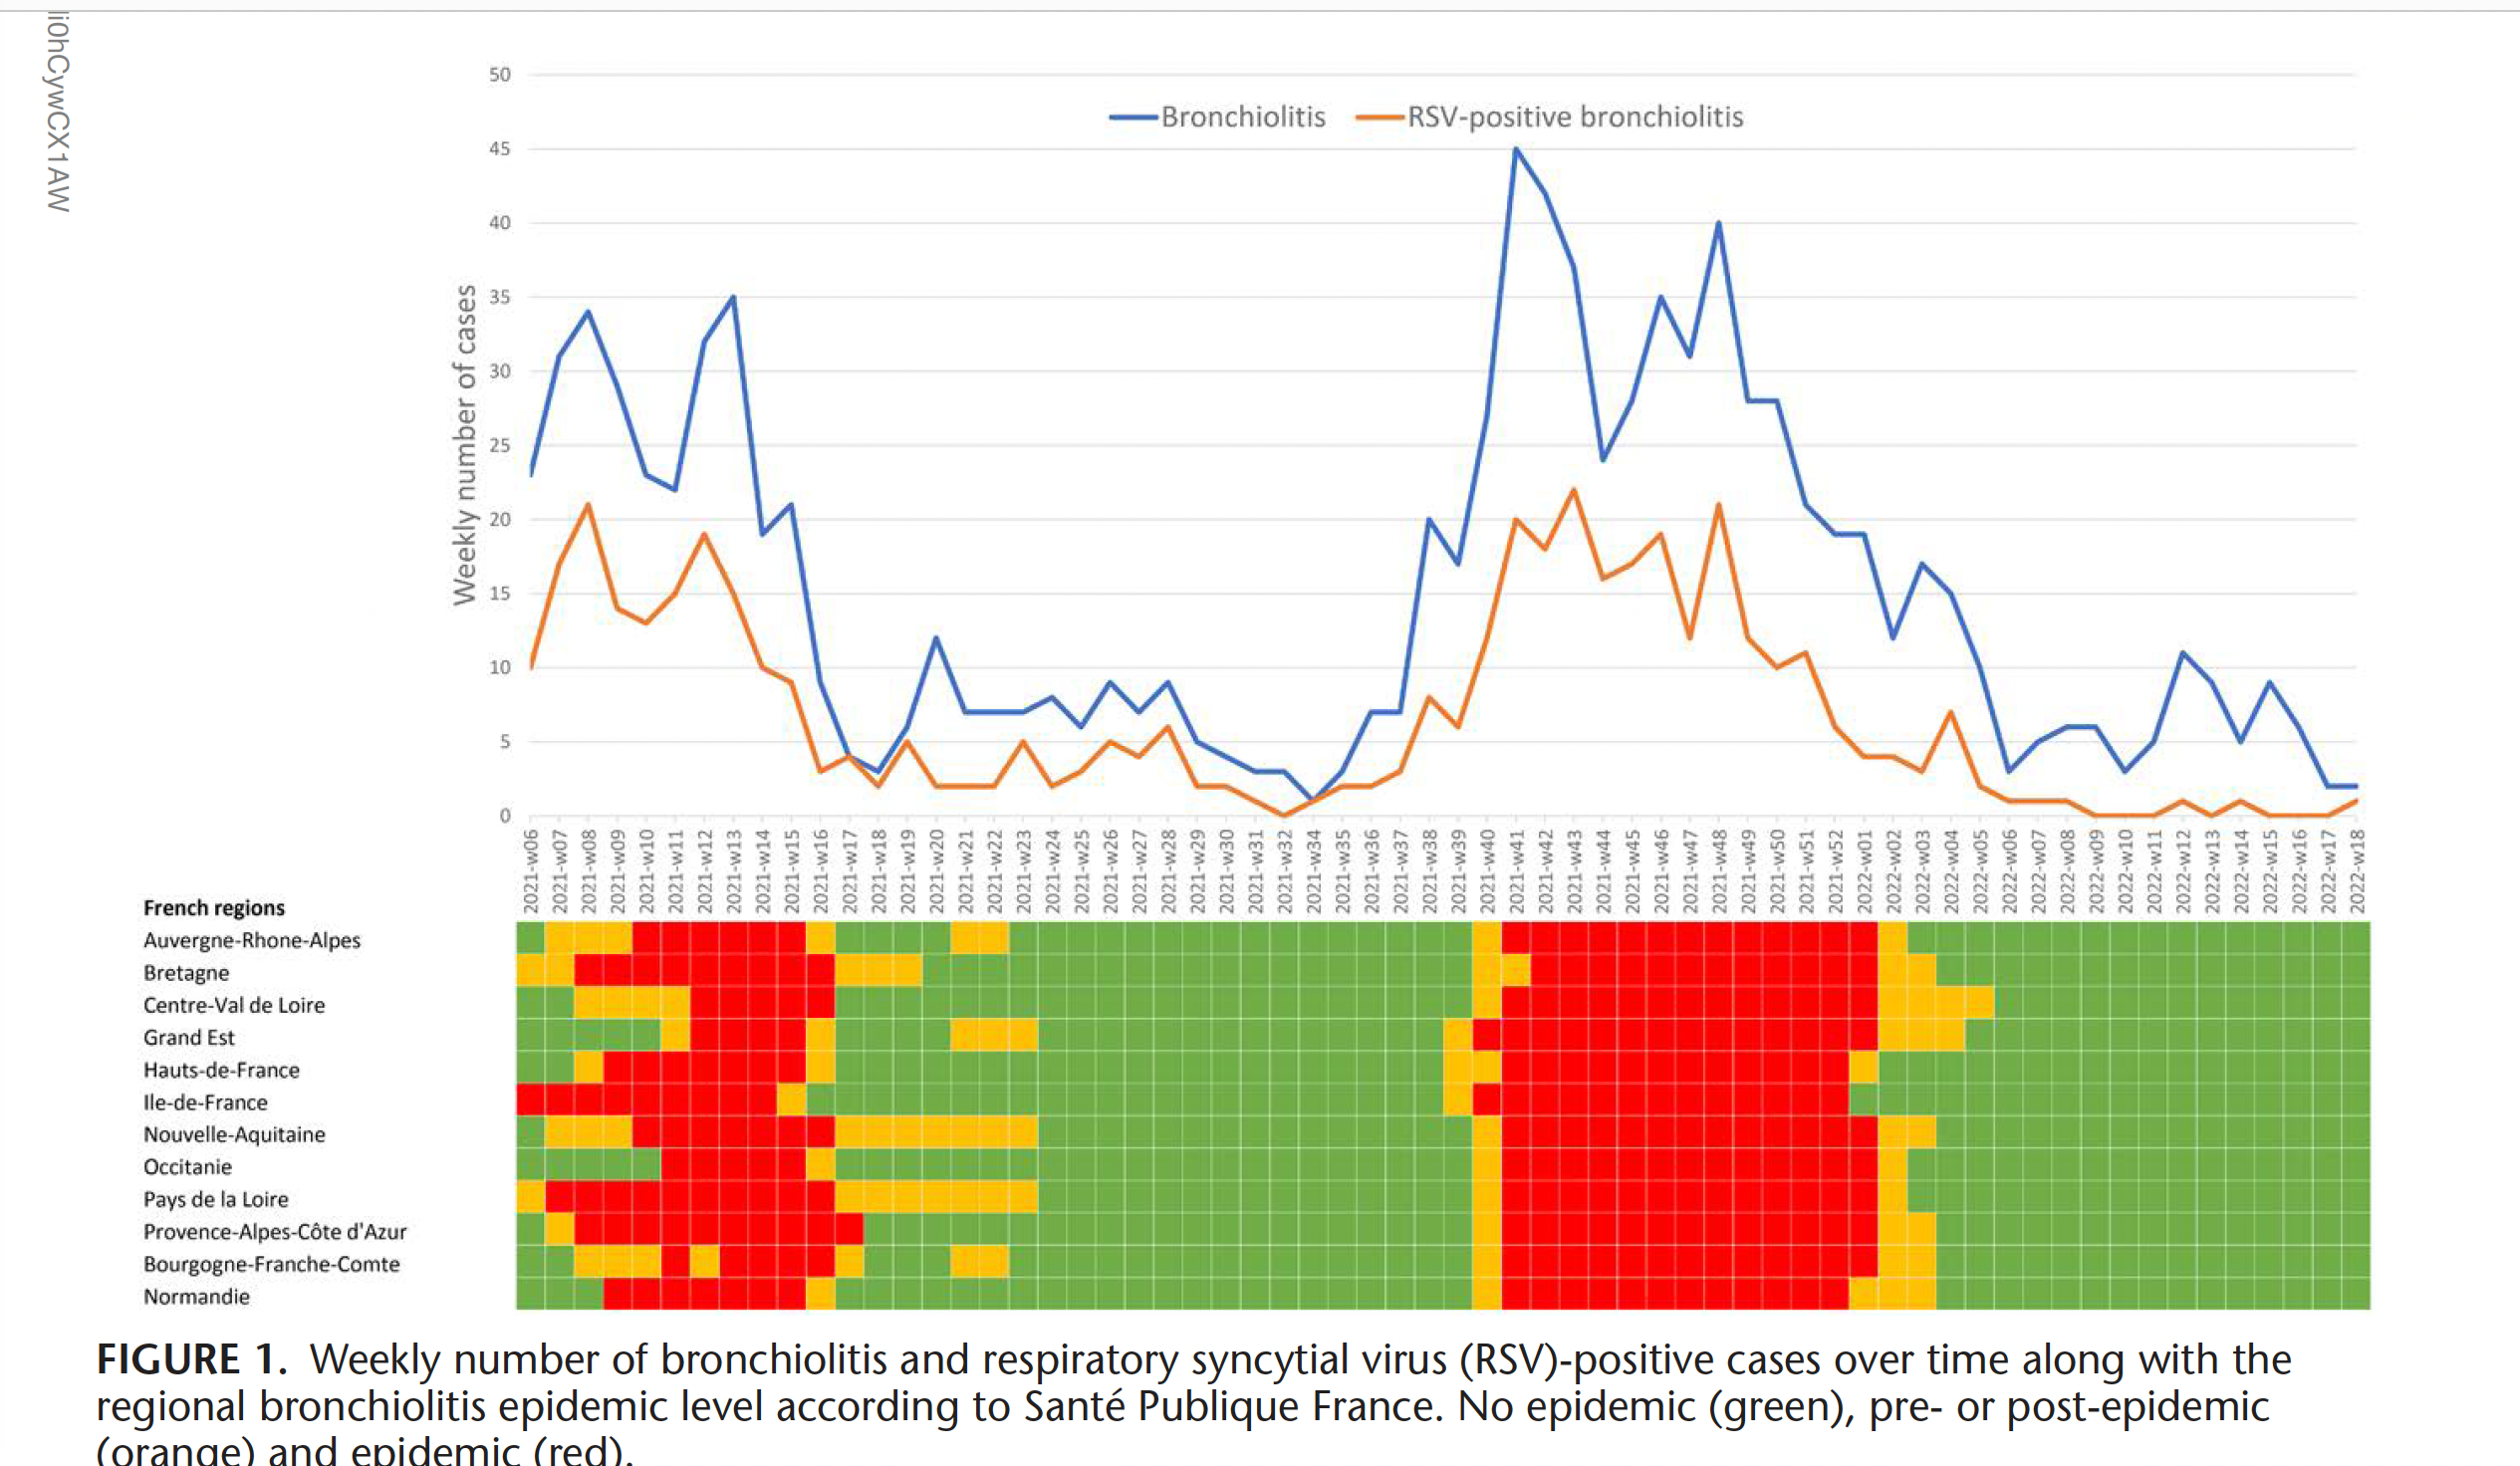 i0hCywCX1AW
50
Bronchiolitis RSV-positive bronchiolitis
45
40
35
30
25
20
15
10
5
0
Weekly number of cases
2021-w06
2021-w07
2021-w08
2021-w09
2021-w10
2021-w11
2021-w12
2021-w13
2021-w14
2021-w15
2021-w16
2021-w17
2021-w18
2021-w19
2021-w20
2021-w21
2021-w22
2021-w23
2021-w24
2021-w25
2021-w26
2021-w27
2021-w28
2021-w29
2021-w30
2021-w31
2021-w32
2021-w34
2021-w35
2021-w36
2021-w37
2021-w38
2021-w39
2021-w40
2021-w41
2021-w42
2021-w43
2021-w44
2021-w45
2021-w46
2021-w47
2021-w48
2021-w49
2021-w50
2021-w51
2021-w52
2022-w01
2022-w02
2022-w03
2022-w04
2022-w05
2022-w06
2022-w07
2022-w08
2022-w09
2022-w10
2022-w11
2022-w12
2022-w13
2022-w14
2022-w15
2022-w16
2022-w17
2022-w18
French regions
Auvergne-Rhone-Alpes
Bretagne
Centre-Val de Loire
Grand Est
Hauts-de-France
Ile-de-France
Nouvelle-Aquitaine
Occitanie
Pays de la Loire
Provence-Alpes-Côte d'Azur
Bourgogne-Franche-Comte
Normandie
FIGURE 1. Weekly number of bronchiolitis and respiratory syncytial virus (RSV)-positive cases over time along with the
regional bronchiolitis epidemic level according to Santé Publique France. No epidemic (green), pre- or post-epidemic
(orange) and epidemic (red).